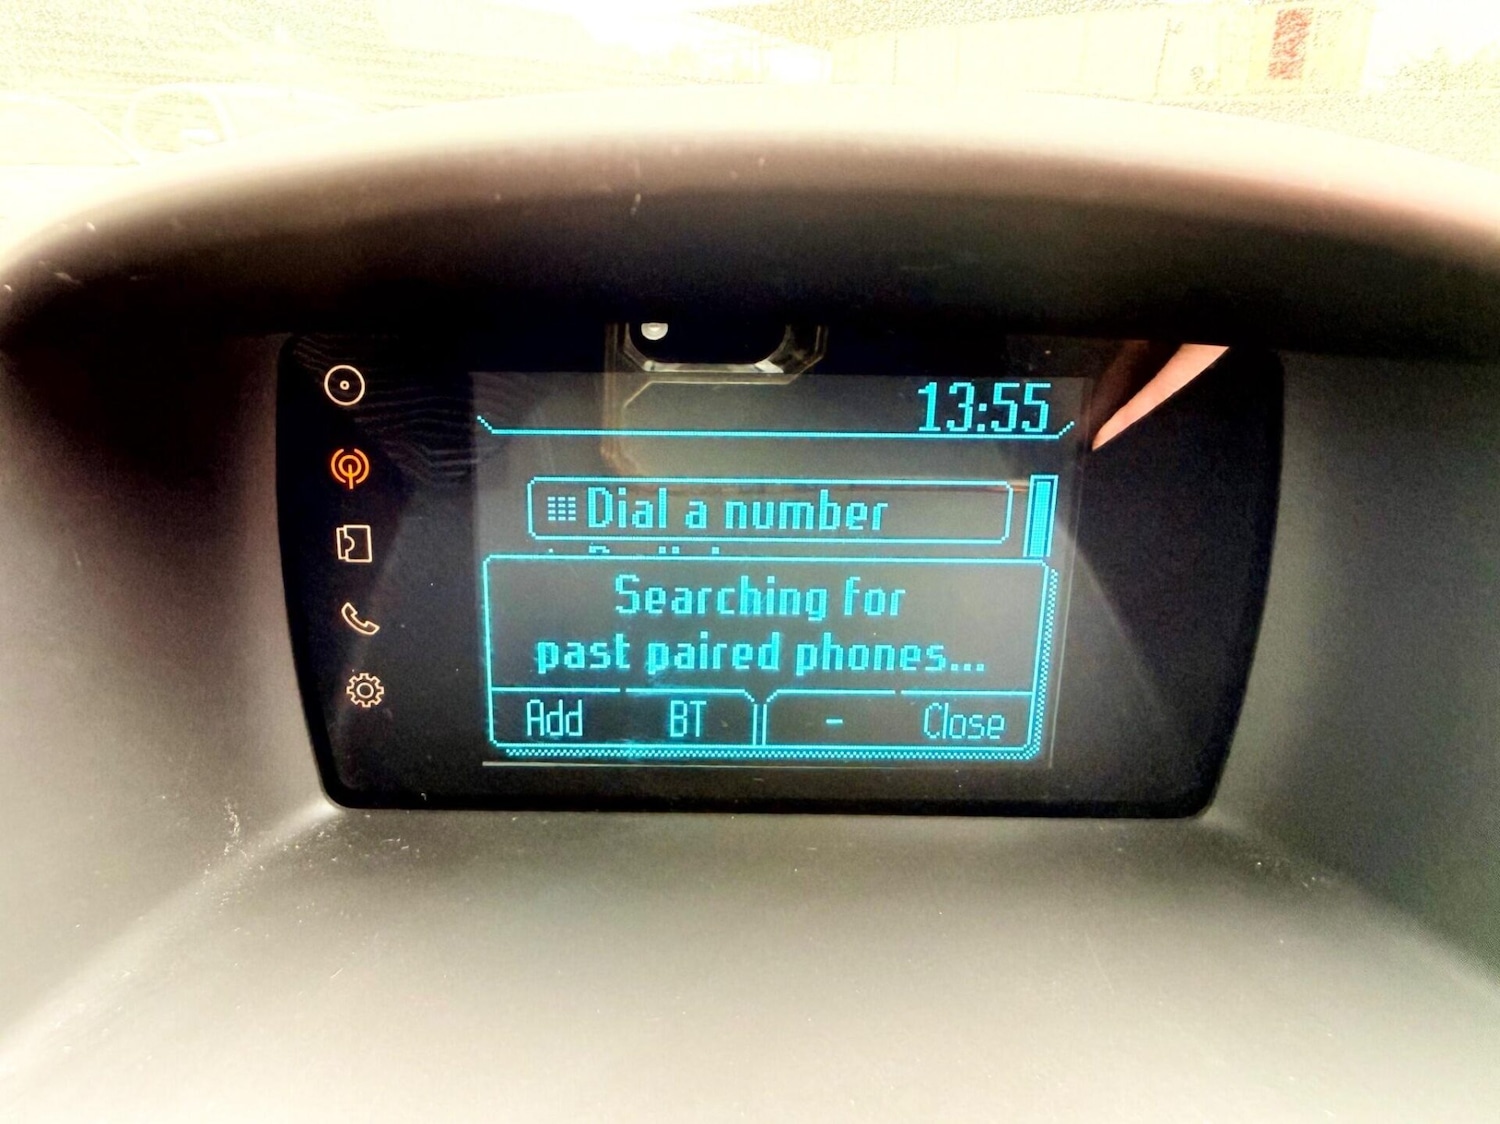 13:55
Dial a number
Searching for
past paired phones...
Add BT - Close